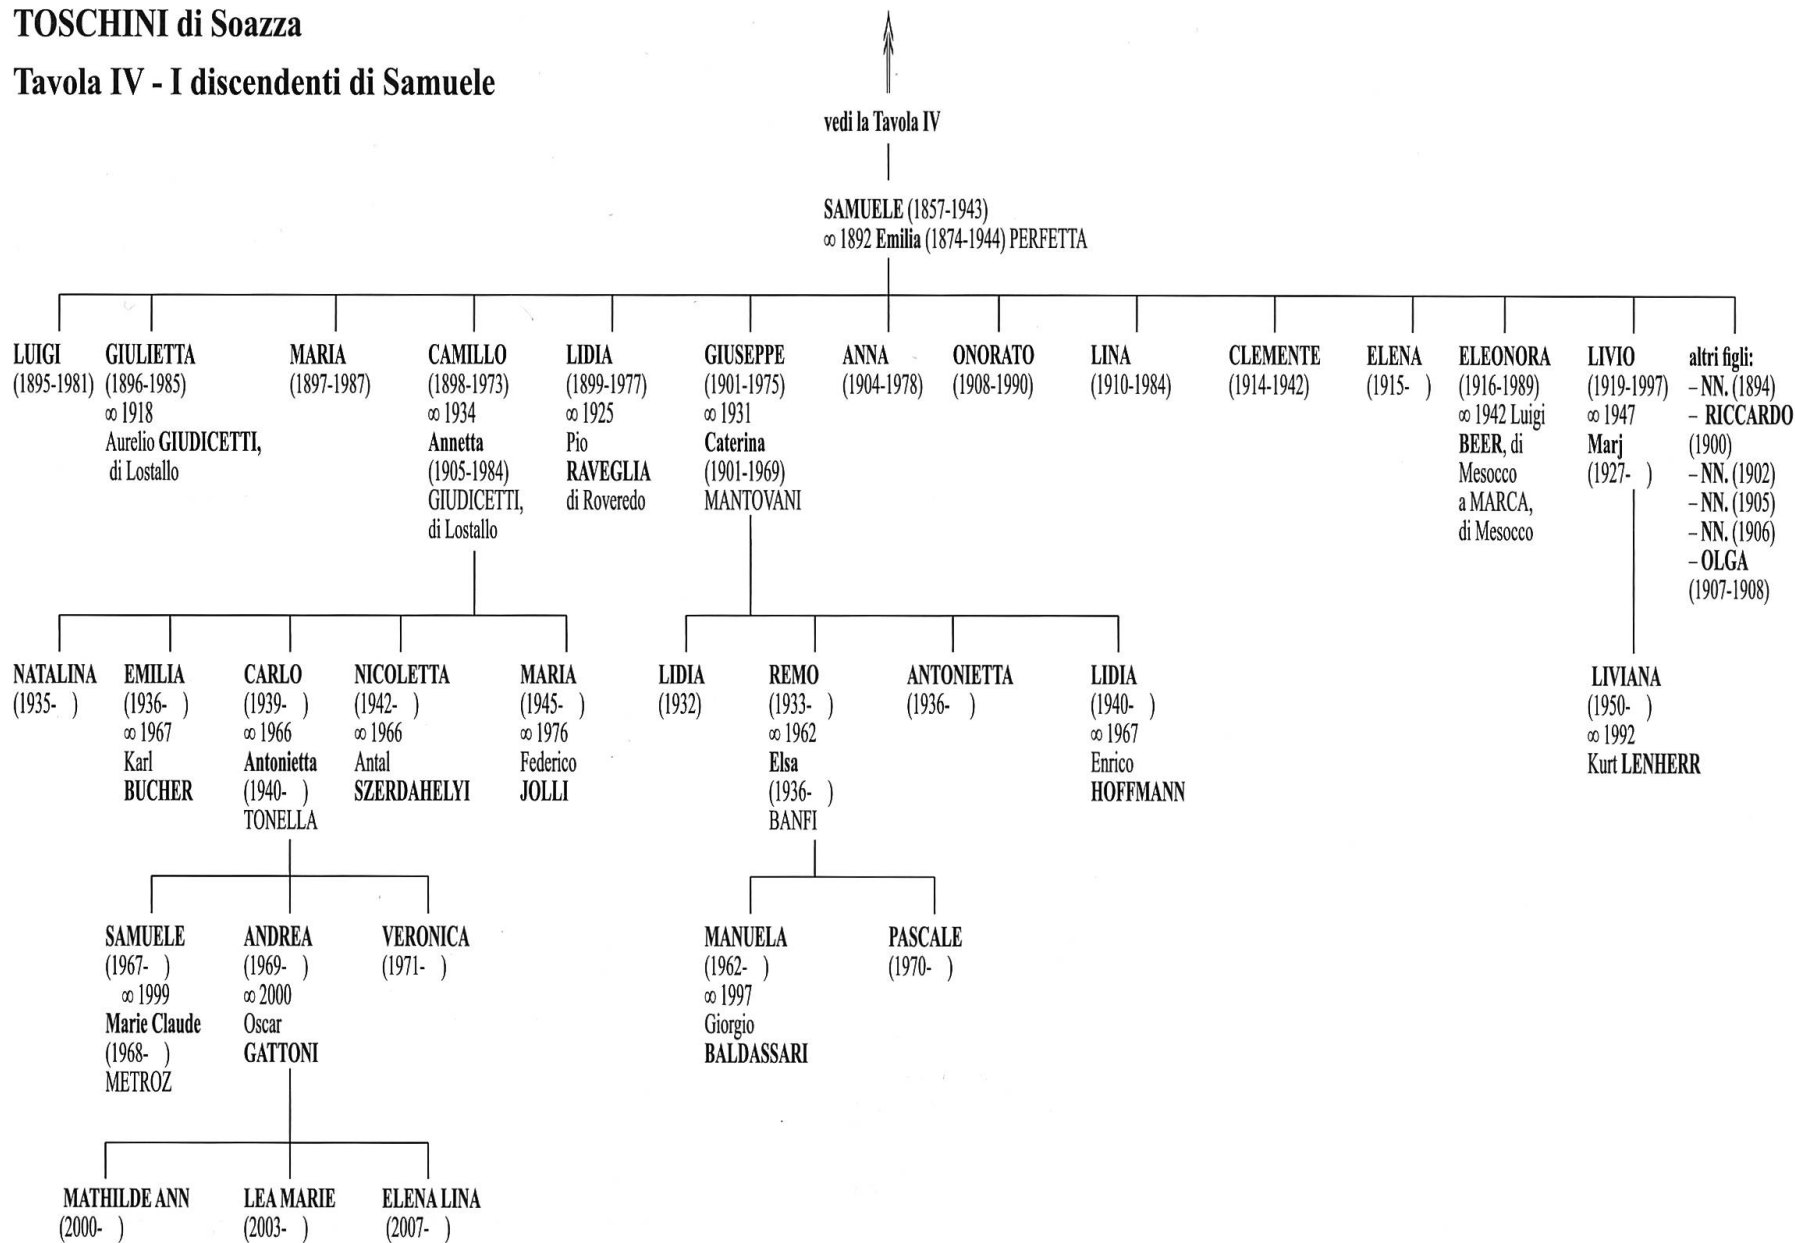 TOSCHINI di Soazza
Tavola IV - I discendenti di Samuele
vedi la Tavola IV
SAMUELE (1857-1943)
∞ 1892 Emilia (1874-1944) PERFETTA
LUIGI
(1895-1981)
GIULIETTA
(1896-1985)
∞ 1918
Aurelio GIUDICETTI,
di Lostallo
MARIA
(1897-1987)
CAMILLO
(1898-1973)
∞ 1934
Annetta
(1905-1984)
GIUDICETTI,
di Lostallo
LIDIA
(1899-1977)
∞ 1925
Pio
RAVEGLIA
di Roveredo
GIUSEPPE
(1901-1975)
∞ 1931
Caterina
(1901-1969)
MANTOVANI
ANNA
(1904-1978)
ONORATO
(1908-1990)
LINA
(1910-1984)
CLEMENTE
(1914-1942)
ELENA
(1915- )
ELEONORA
(1916-1989)
∞ 1942 Luigi
BEER, di
Mesocco
a MARCA,
di Mesocco
LIVIO
(1919-1997)
∞ 1947
Marj
(1927- )
altri figli:
– NN. (1894)
– RICCARDO
(1900)
– NN. (1902)
– NN. (1905)
– NN. (1906)
– OLGA
(1907-1908)
NATALINA
(1935- )
EMILIA
(1936- )
∞ 1967
Karl
BUCHER
CARLO
(1939- )
∞ 1966
Antonietta
(1940- )
TONELLA
NICOLETTA
(1942- )
∞ 1966
Antal
SZERDAHELYI
MARIA
(1945- )
∞ 1976
Federico
JOLLI
LIDIA
(1932)
REMO
(1933- )
∞ 1962
Elsa
(1936- )
BANFI
ANTONIETTA
(1936- )
LIDIA
(1940- )
∞ 1967
Enrico
HOFFMANN
LIVIANA
(1950- )
∞ 1992
Kurt LENHERR
SAMUELE
(1967- )
∞ 1999
Marie Claude
(1968- )
METROZ
ANDREA
(1969- )
∞ 2000
Oscar
GATTONI
VERONICA
(1971- )
MANUELA
(1962- )
∞ 1997
Giorgio
BALDASSARI
PASCALE
(1970- )
MATHILDE ANN
(2000- )
LEA MARIE
(2003- )
ELENA LINA
(2007- )